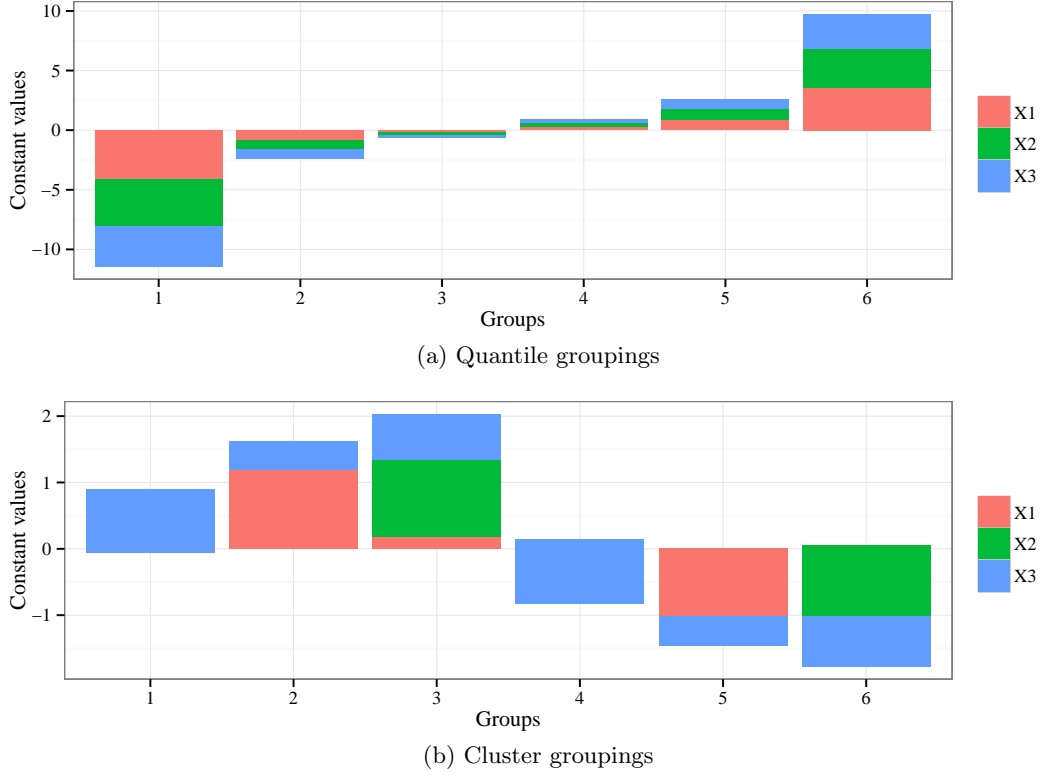 10
5
0
−5
−10
Constant values
1 2 3 4 5 6
Groups
X1
X2
X3
(a) Quantile groupings
2
1
0
−1
Constant values
1 2 3 4 5 6
Groups
X1
X2
X3
(b) Cluster groupings